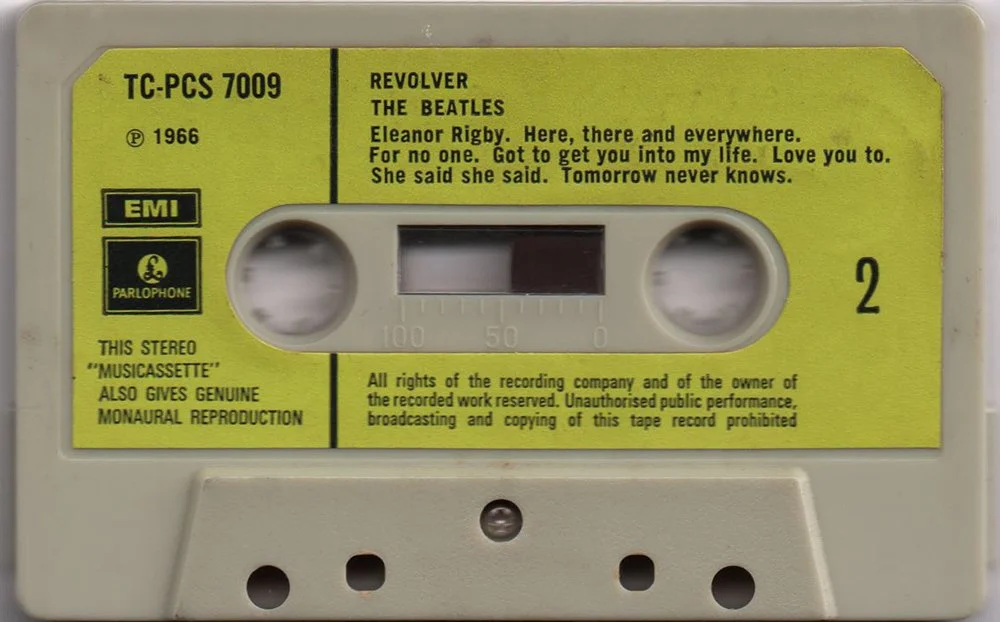 TC-PCS 7009
℗ 1966
EMI
£
PARLOPHONE
THIS STEREO
"MUSICASSETTE"
ALSO GIVES GENUINE
MONAURAL REPRODUCTION
REVOLVER
THE BEATLES
Eleanor Rigby. Here, there and everywhere.
For no one. Got to get you into my life. Love you to.
She said she said. Tomorrow never knows.
2
100 50 0
All rights of the recording company and of the owner of
the recorded work reserved. Unauthorised public performance,
broadcasting and copying of this tape record prohibited